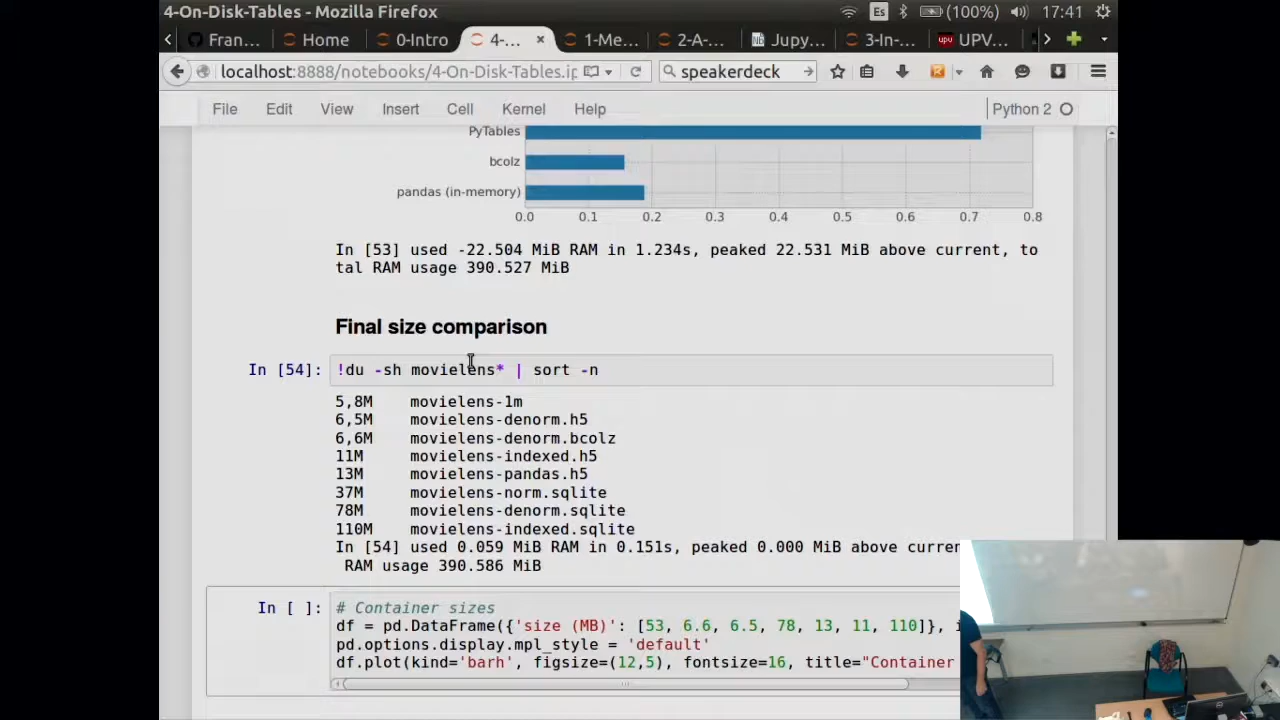 4-On-Disk-Tables - Mozilla Firefox
Es (100%) 17:41
Fran... Home 0-Intro 4-... 1-Me... 2-A-... Jupy... 3-In-... UPV...
localhost:8888/notebooks/4-On-Disk-Tables.ip speakerdeck
File Edit View Insert Cell Kernel Help Python 2
PyTables
bcolz
pandas (in-memory)
0.0 0.1 0.2 0.3 0.4 0.5 0.6 0.7 0.8
In [53] used -22.504 MiB RAM in 1.234s, peaked 22.531 MiB above current, to
tal RAM usage 390.527 MiB
Final size comparison
In [54]: !du -sh movielens* | sort -n
5,8M movielens-1m
6,5M movielens-denorm.h5
6,6M movielens-denorm.bcolz
11M movielens-indexed.h5
13M movielens-pandas.h5
37M movielens-norm.sqlite
78M movielens-denorm.sqlite
110M movielens-indexed.sqlite
In [54] used 0.059 MiB RAM in 0.151s, peaked 0.000 MiB above curren
RAM usage 390.586 MiB
In [ ]: # Container sizes
df = pd.DataFrame({'size (MB)': [53, 6.6, 6.5, 78, 13, 11, 110]}, i
pd.options.display.mpl_style = 'default'
df.plot(kind='barh', figsize=(12,5), fontsize=16, title="Container